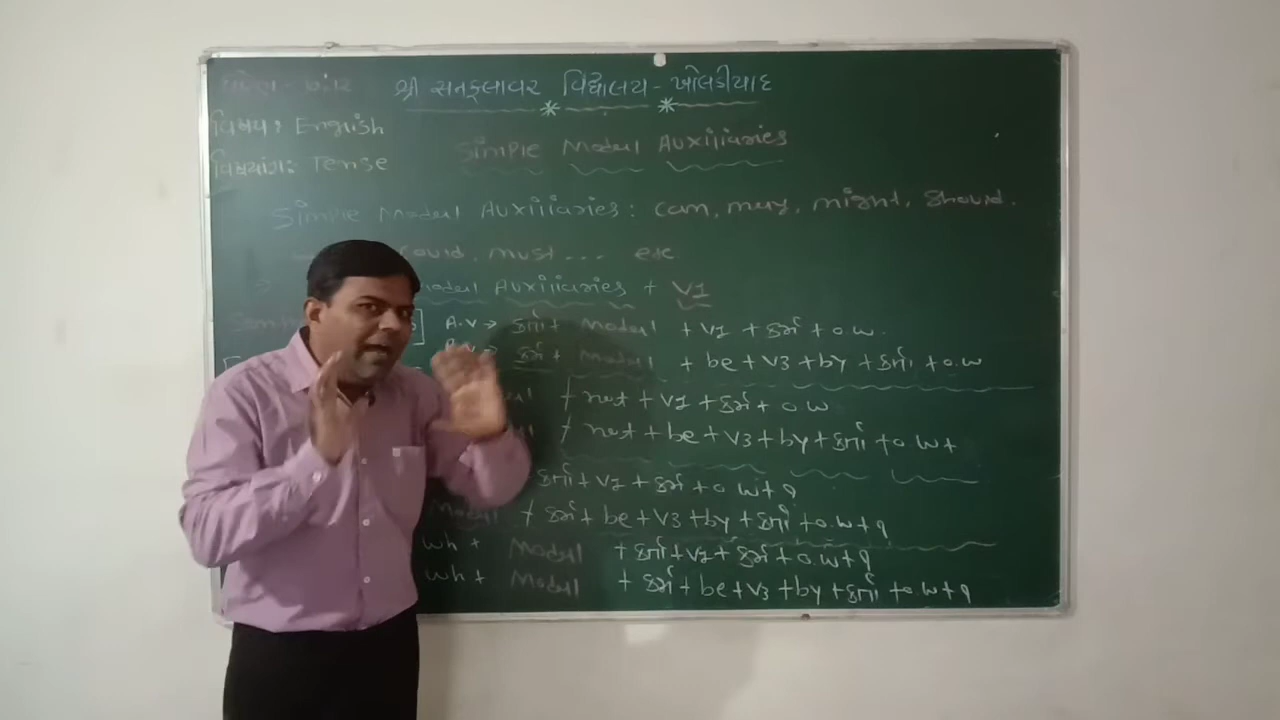 શ્રી સનફ્લાવર વિદ્યાલય - ખોલડીયાદ
વિષય: English
Simple Modal Auxiliaries
વિષયાંગ: Tense
Simple Modal Auxiliaries: can, may, might, should.
could, must... etc
Modal Auxiliaries + V1
A.V → કર્તા + Modal + V1 + કર્મ + o.w.
P.V → કર્મ + Modal + be + V3 + by + કર્તા + o.w
+ not + V1 + કર્મ + o.w
+ not + be + V3 + by + કર્તા + o.w +
કર્તા + V1 + કર્મ + o.w + ?
Modal + કર્મ + be + V3 + by + કર્તા + o.w + ?
wh + Modal + કર્તા + V1 + કર્મ + o.w + ?
wh + Modal + કર્મ + be + V3 + by + કર્તા + o.w + ?